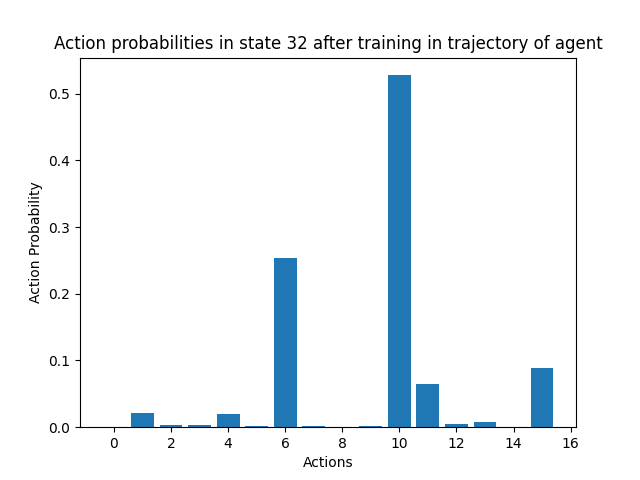 Action probabilities in state 32 after training in trajectory of agent
0.5
0.4
0.3
0.2
0.1
0.0
Action Probability
0 2 4 6 8 10 12 14 16
Actions